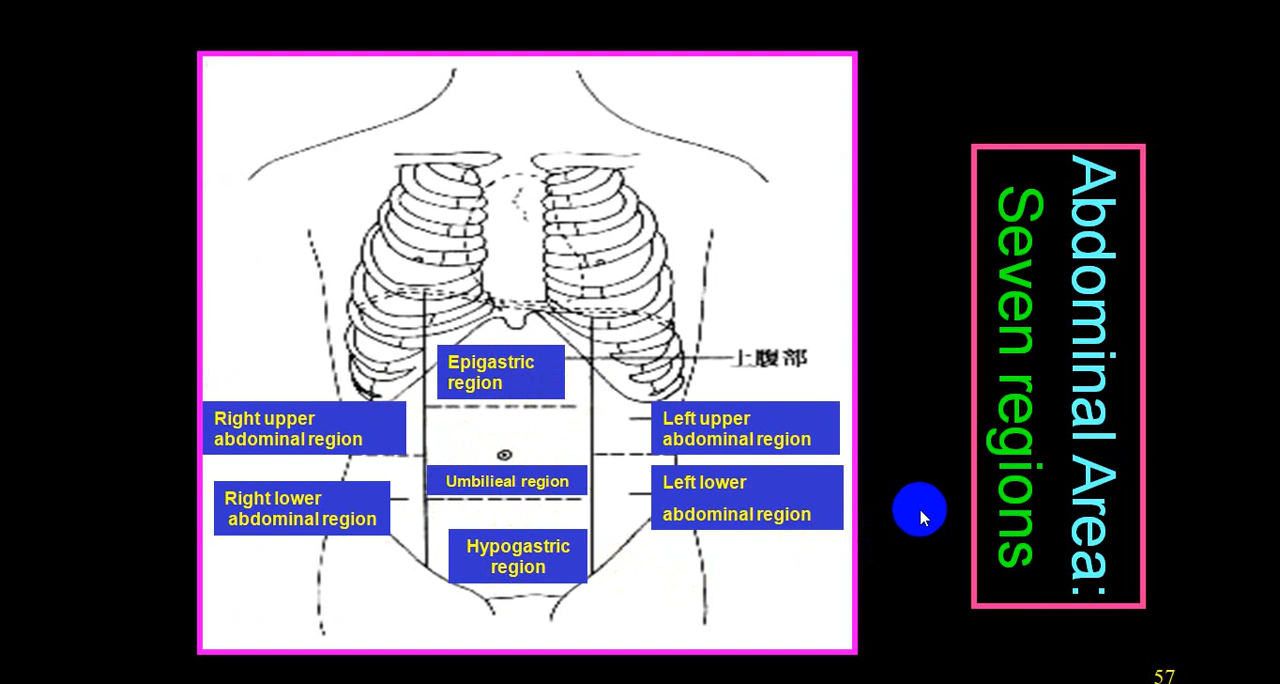 Epigastric
region
上腹部
Right upper
abdominal region
Left upper
abdominal region
Umbilieal region
Right lower
abdominal region
Left lower
abdominal region
Hypogastric
region
Abdominal Area:
Seven regions
57